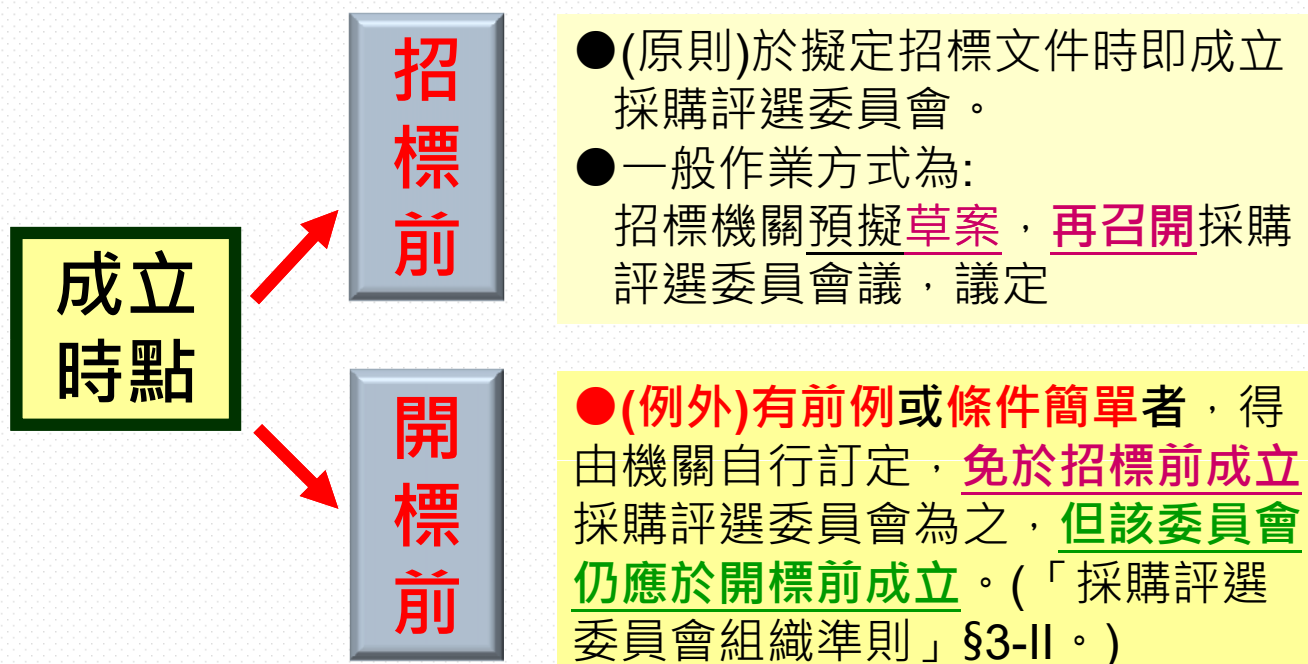 成立
時點
招
標
前
●(原則)於擬定招標文件時即成立
採購評選委員會。
●一般作業方式為:
招標機關預擬草案，再召開採購
評選委員會議，議定
開
標
前
●(例外)有前例或條件簡單者，得
由機關自行訂定，免於招標前成立
採購評選委員會為之，但該委員會
仍應於開標前成立。(「採購評選
委員會組織準則」§3-II。)